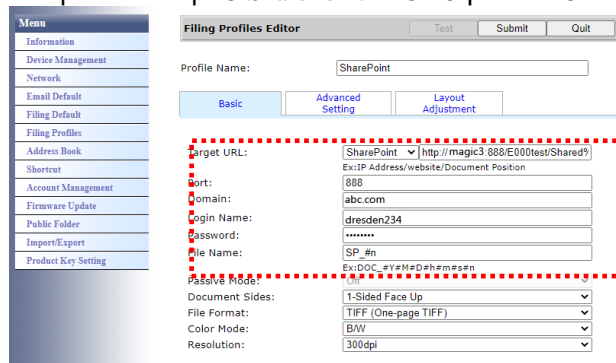 Menu
Information
Device Management
Network
Email Default
Filing Default
Filing Profiles
Address Book
Shortcut
Account Management
Firmware Update
Public Folder
Import/Export
Product Key Setting
Filing Profiles Editor Test Submit Quit
Profile Name: SharePoint
Basic Advanced Setting Layout Adjustment
Target URL: SharePoint http://magic3:888/E000test/Shared%
Ex:IP Address/website/Document Position
Port: 888
Domain: abc.com
Login Name: dresden234
Password: ••••••••
File Name: SP_#n
Ex:DOC_#Y#M#D#h#m#s#n
Passive Mode: Off
Document Sides: 1-Sided Face Up
File Format: TIFF (One-page TIFF)
Color Mode: B/W
Resolution: 300dpi